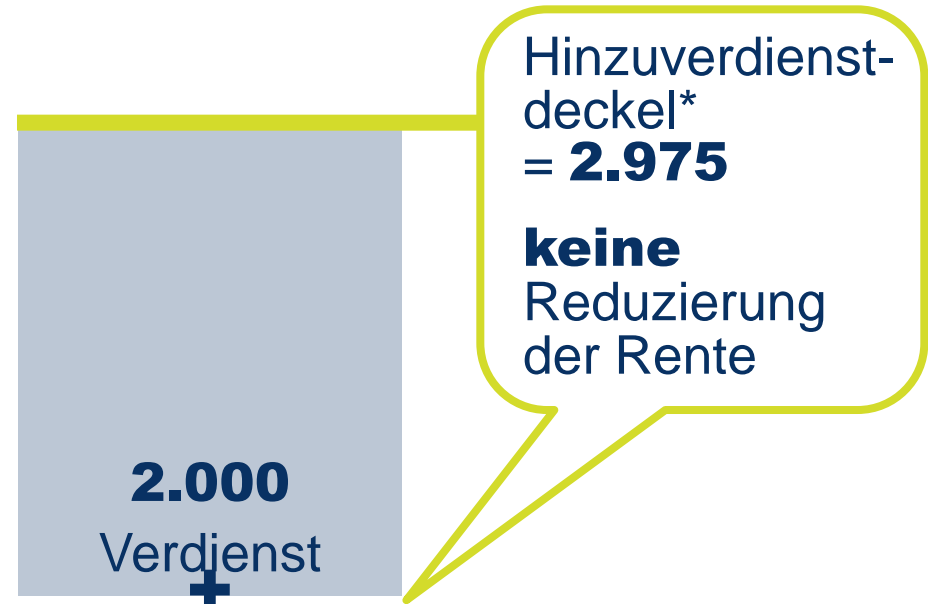 Hinzuverdienst-
deckel*
= 2.975
keine
Reduzierung
der Rente
2.000
Verdienst
+